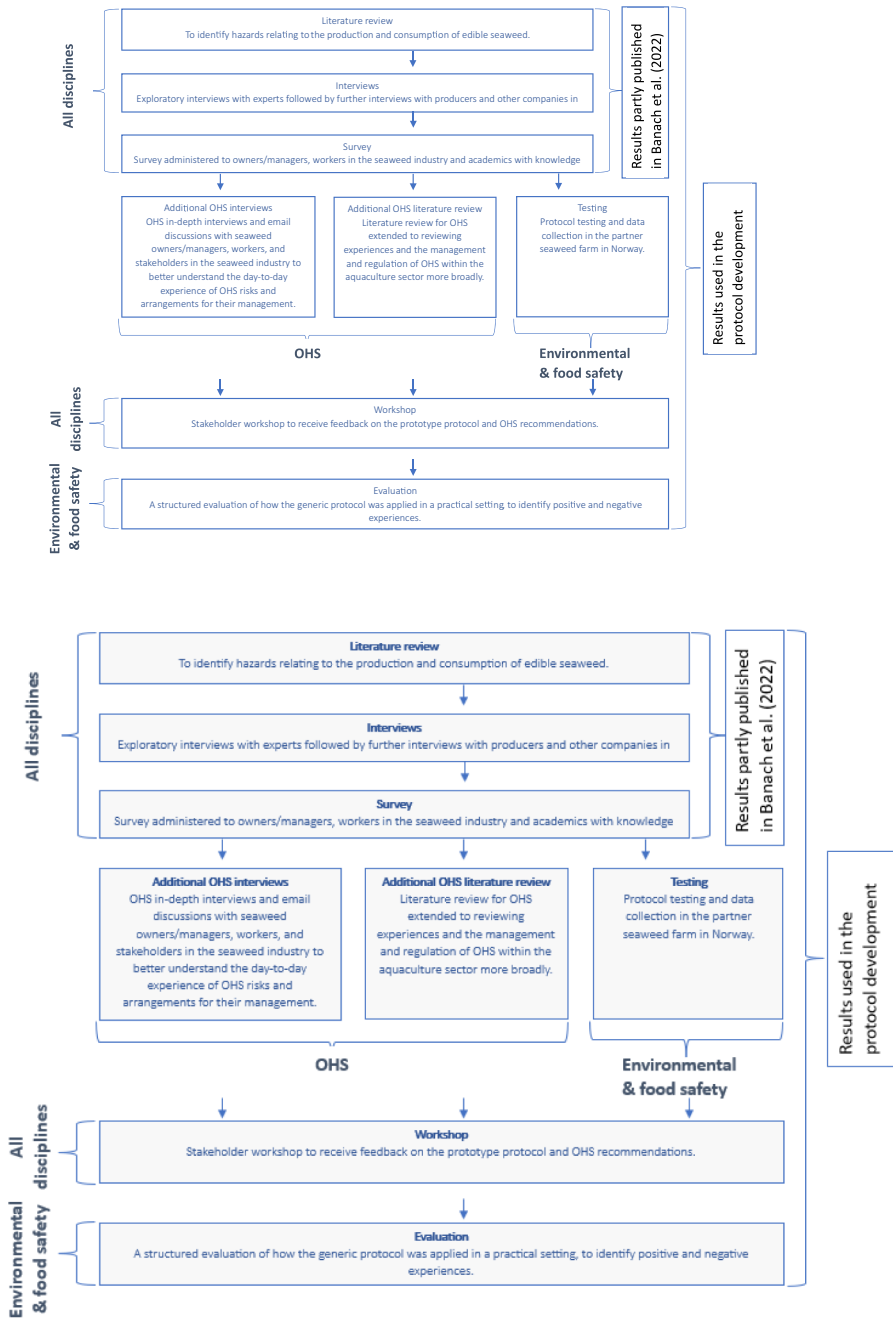 Literature review
To identify hazards relating to the production and consumption of edible seaweed.
Interviews
Exploratory interviews with experts followed by further interviews with producers and other companies in
Survey
Survey administered to owners/managers, workers in the seaweed industry and academics with knowledge
All disciplines
Results partly published
in Banach et al. (2022)
Additional OHS interviews
OHS in-depth interviews and email
discussions with seaweed
owners/managers, workers, and
stakeholders in the seaweed industry to
better understand the day-to-day
experience of OHS risks and
arrangements for their management.
Additional OHS literature review
Literature review for OHS
extended to reviewing
experiences and the management
and regulation of OHS within the
aquaculture sector more broadly.
Testing
Protocol testing and data
collection in the partner
seaweed farm in Norway.
Results used in the
protocol development
OHS
Environmental
& food safety
All
disciplines
Workshop
Stakeholder workshop to receive feedback on the prototype protocol and OHS recommendations.
Environmental
& food safety
Evaluation
A structured evaluation of how the generic protocol was applied in a practical setting, to identify positive and negative
experiences.
Literature review
To identify hazards relating to the production and consumption of edible seaweed.
Interviews
Exploratory interviews with experts followed by further interviews with producers and other companies in
Survey
Survey administered to owners/managers, workers in the seaweed industry and academics with knowledge
All disciplines
Results partly published
in Banach et al. (2022)
Additional OHS interviews
OHS in-depth interviews and email
discussions with seaweed
owners/managers, workers, and
stakeholders in the seaweed industry to
better understand the day-to-day
experience of OHS risks and
arrangements for their management.
Additional OHS literature review
Literature review for OHS
extended to reviewing
experiences and the management
and regulation of OHS within the
aquaculture sector more broadly.
Testing
Protocol testing and data
collection in the partner
seaweed farm in Norway.
Results used in the
protocol development
OHS
Environmental
& food safety
All
disciplines
Workshop
Stakeholder workshop to receive feedback on the prototype protocol and OHS recommendations.
Environmental
& food safety
Evaluation
A structured evaluation of how the generic protocol was applied in a practical setting, to identify positive and negative
experiences.